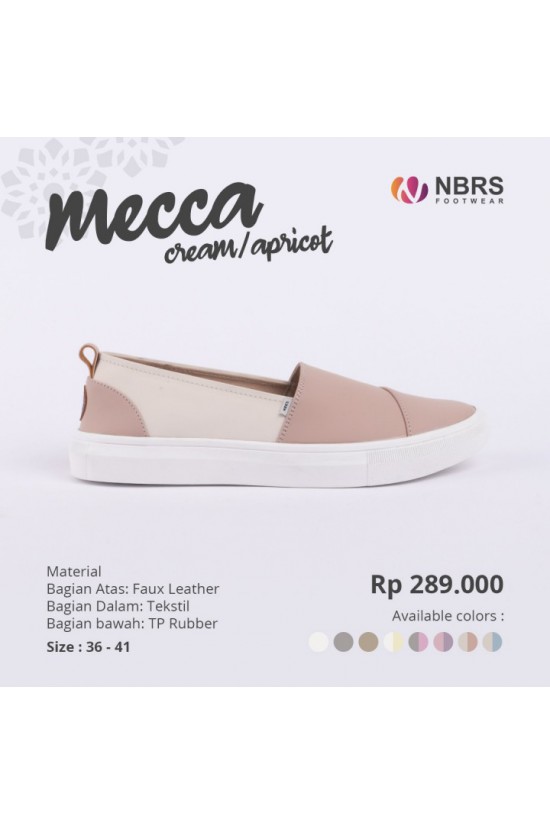 mecca
cream/apricot
NBRS
FOOTWEAR
Material
Bagian Atas: Faux Leather
Bagian Dalam: Tekstil
Bagian bawah: TP Rubber
Size : 36 - 41
Rp 289.000
Available colors :